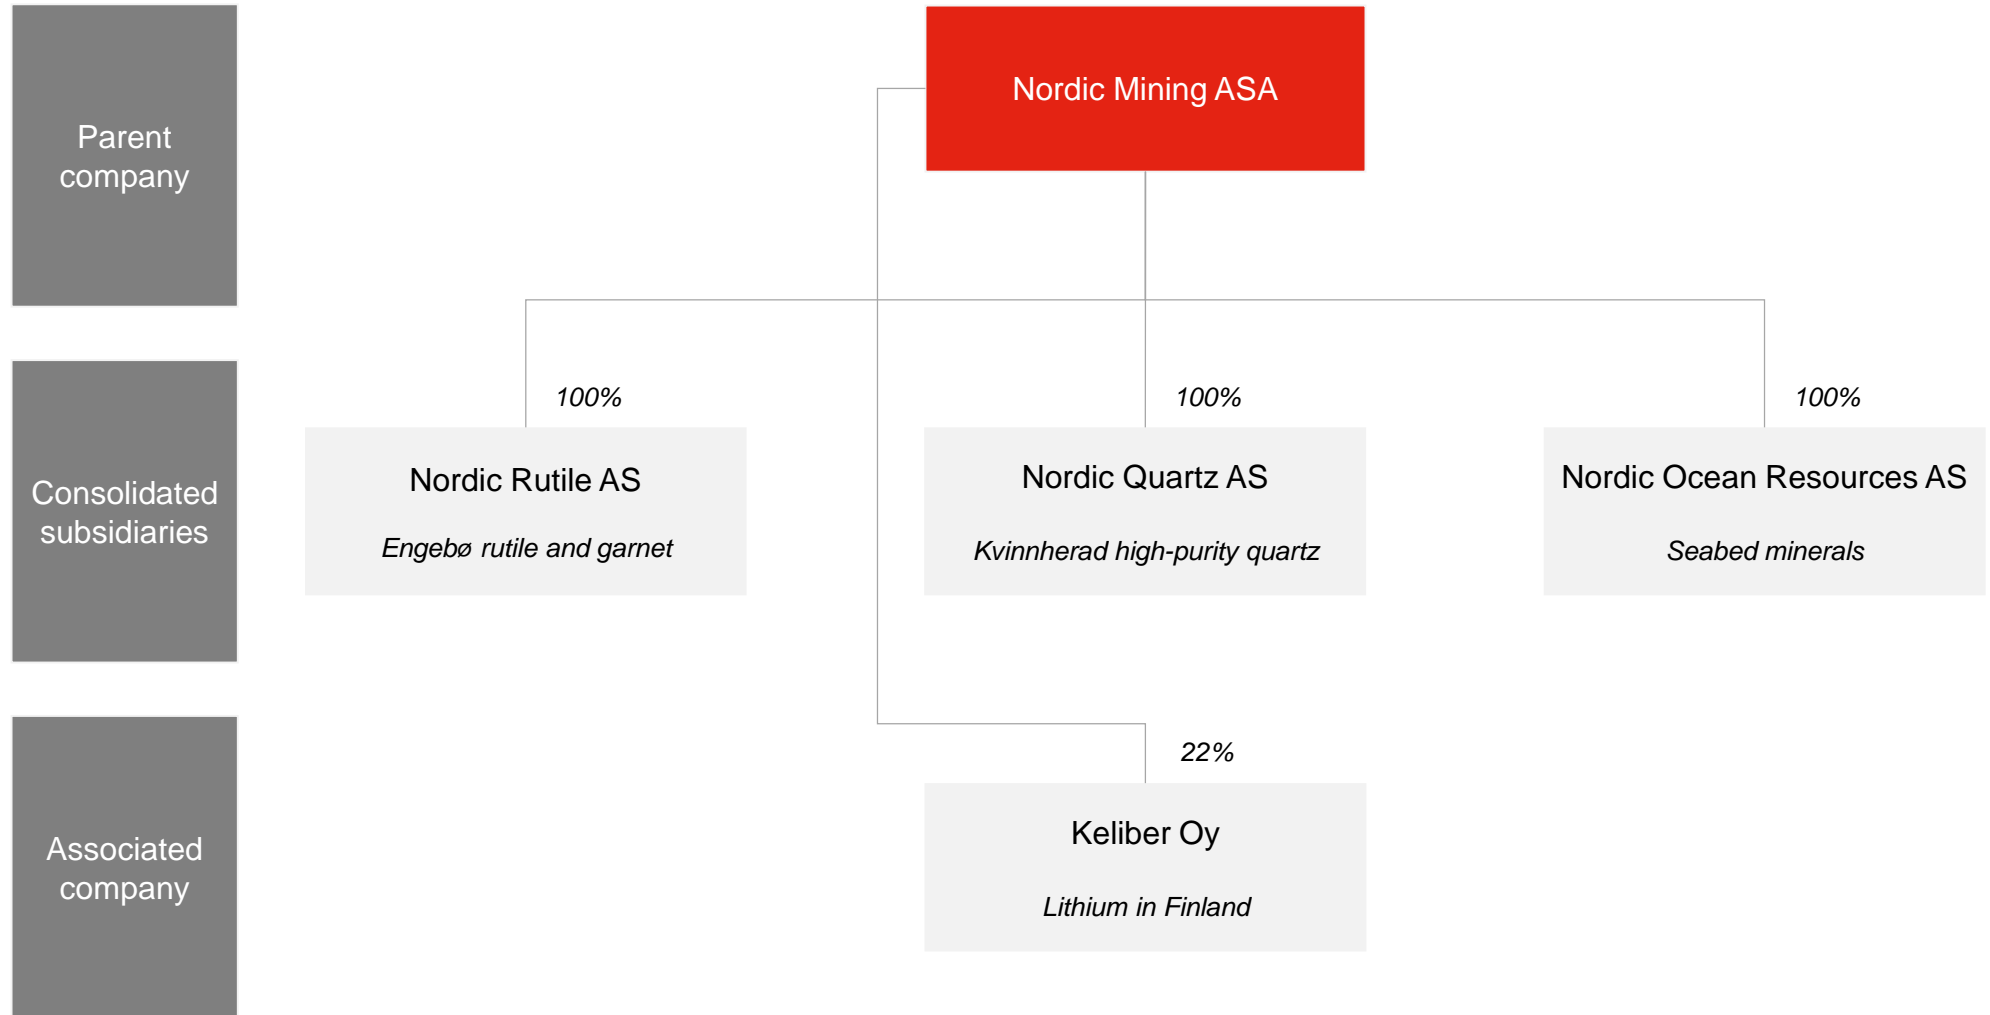 Parent
company
Nordic Mining ASA
Consolidated
subsidiaries
100%
Nordic Rutile AS
Engebø rutile and garnet
100%
Nordic Quartz AS
Kvinnherad high-purity quartz
100%
Nordic Ocean Resources AS
Seabed minerals
Associated
company
22%
Keliber Oy
Lithium in Finland